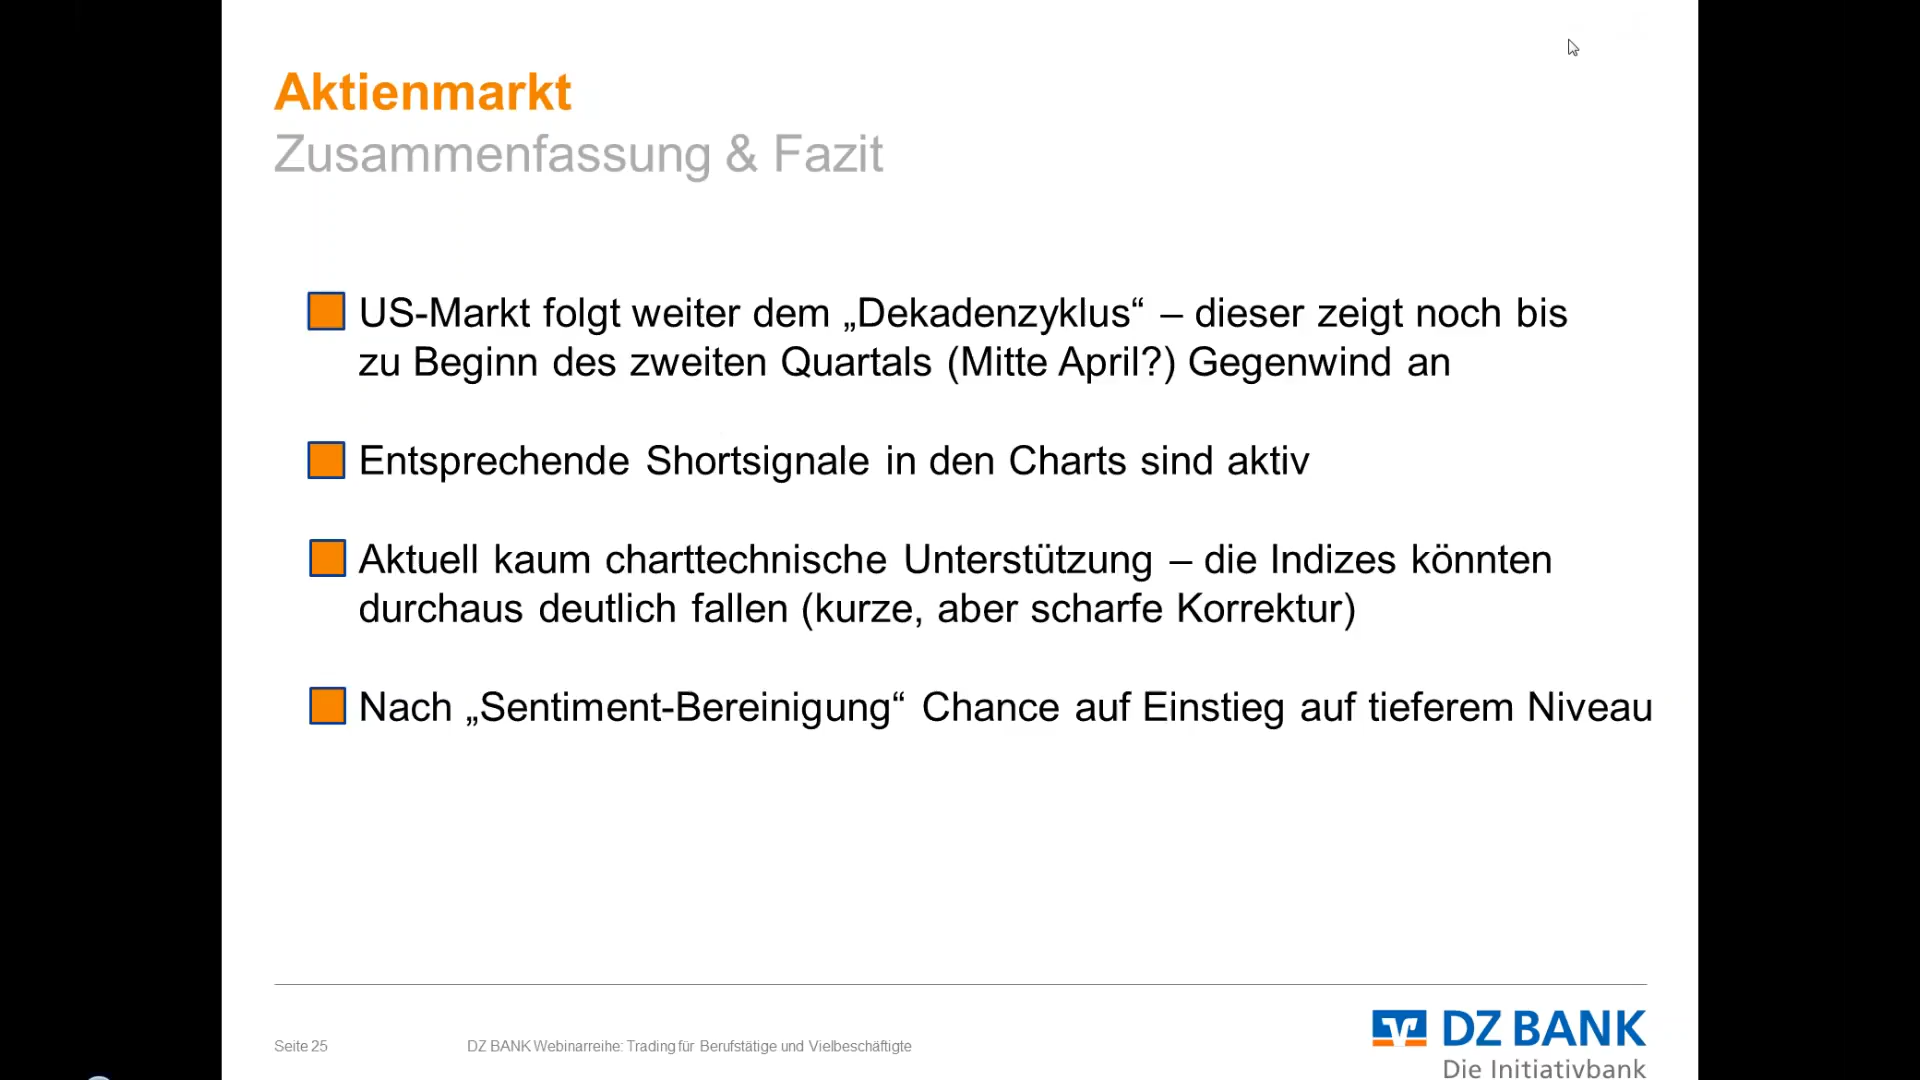 Aktienmarkt
Zusammenfassung & Fazit
US-Markt folgt weiter dem „Dekadenzyklus“ – dieser zeigt noch bis
zu Beginn des zweiten Quartals (Mitte April?) Gegenwind an
Entsprechende Shortsignale in den Charts sind aktiv
Aktuell kaum charttechnische Unterstützung – die Indizes könnten
durchaus deutlich fallen (kurze, aber scharfe Korrektur)
Nach „Sentiment-Bereinigung“ Chance auf Einstieg auf tieferem Niveau
Seite 25
DZ BANK Webinarreihe: Trading für Berufstätige und Vielbeschäftigte
DZ BANK
Die Initiativbank